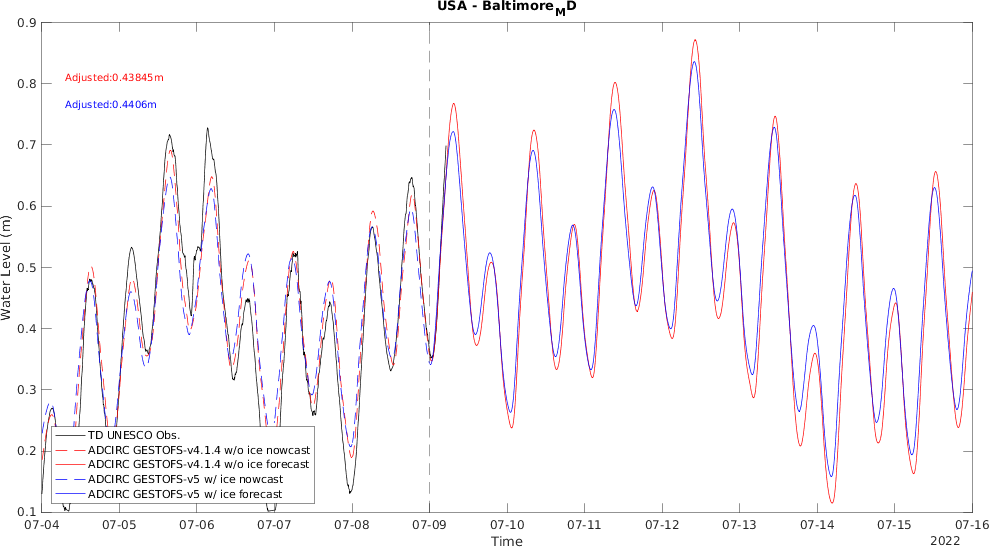 USA - Baltimore_MD
Adjusted:0.43845m
Adjusted:0.4406m
Water Level (m)
0.9
0.8
0.7
0.6
0.5
0.4
0.3
0.2
0.1
TD UNESCO Obs.
ADCIRC GESTOFS-v4.1.4 w/o ice nowcast
ADCIRC GESTOFS-v4.1.4 w/o ice forecast
ADCIRC GESTOFS-v5 w/ ice nowcast
ADCIRC GESTOFS-v5 w/ ice forecast
07-04 07-05 07-06 07-07 07-08 07-09 07-10 07-11 07-12 07-13 07-14 07-15 07-16
Time
2022